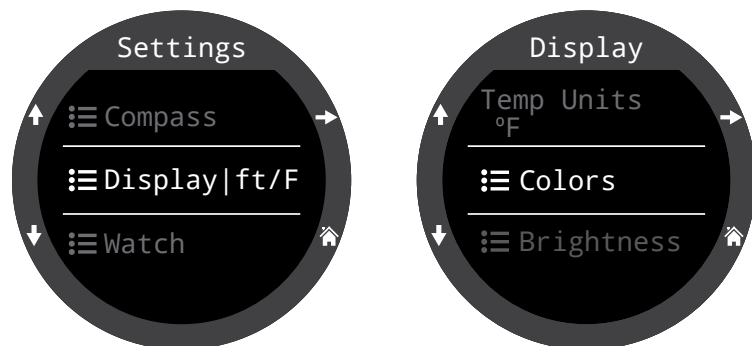 Settings
Compass
Display|ft/F
Watch
Display
Temp Units
ºF
Colors
Brightness